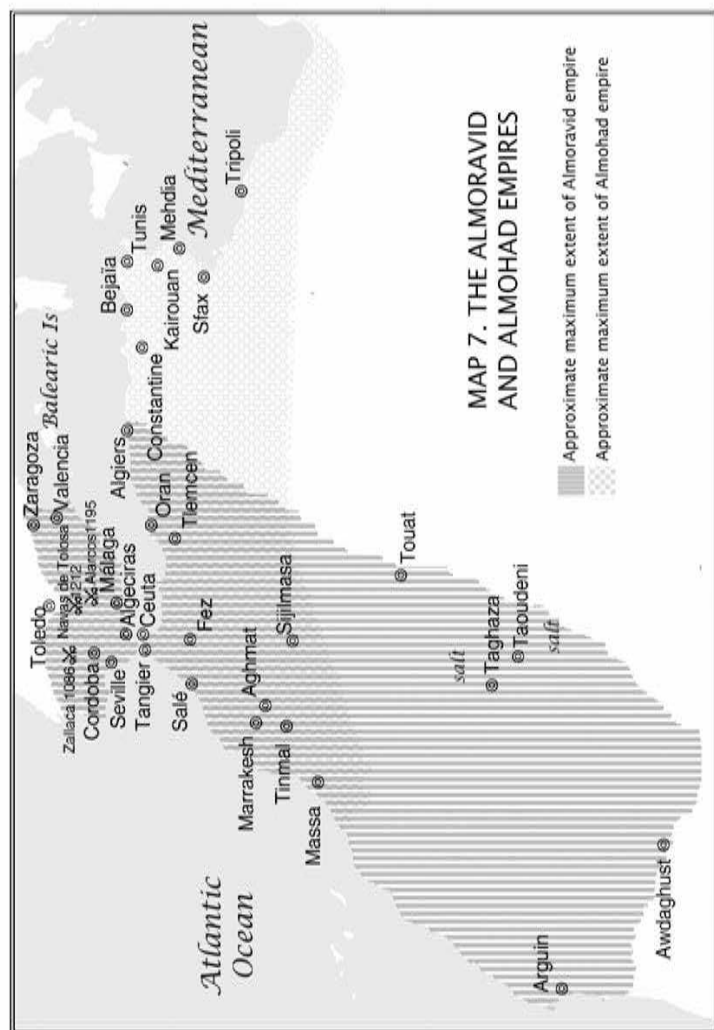 Zaragoza
Balearic Is
Valencia
Toledo
Navas de Tolosa
1212
Alarcos1195
Zallaca 1086
Cordoba
Málaga
Seville
Algeciras
Tangier
Ceuta
Algiers
Bejaïa
Tunis
Constantine
Kairouan
Mehdia
Mediterranean
Oran
Tlemcen
Sfax
Tripoli
Salé
Fez
Marrakesh
Aghmat
Tinmal
Sijilmasa
Massa
Atlantic
Ocean
Touat
salt
Taghaza
Taoudeni
salt
Arguin
Awdaghust
MAP 7. THE ALMORAVID
AND ALMOHAD EMPIRES
Approximate maximum extent of Almoravid empire
Approximate maximum extent of Almohad empire